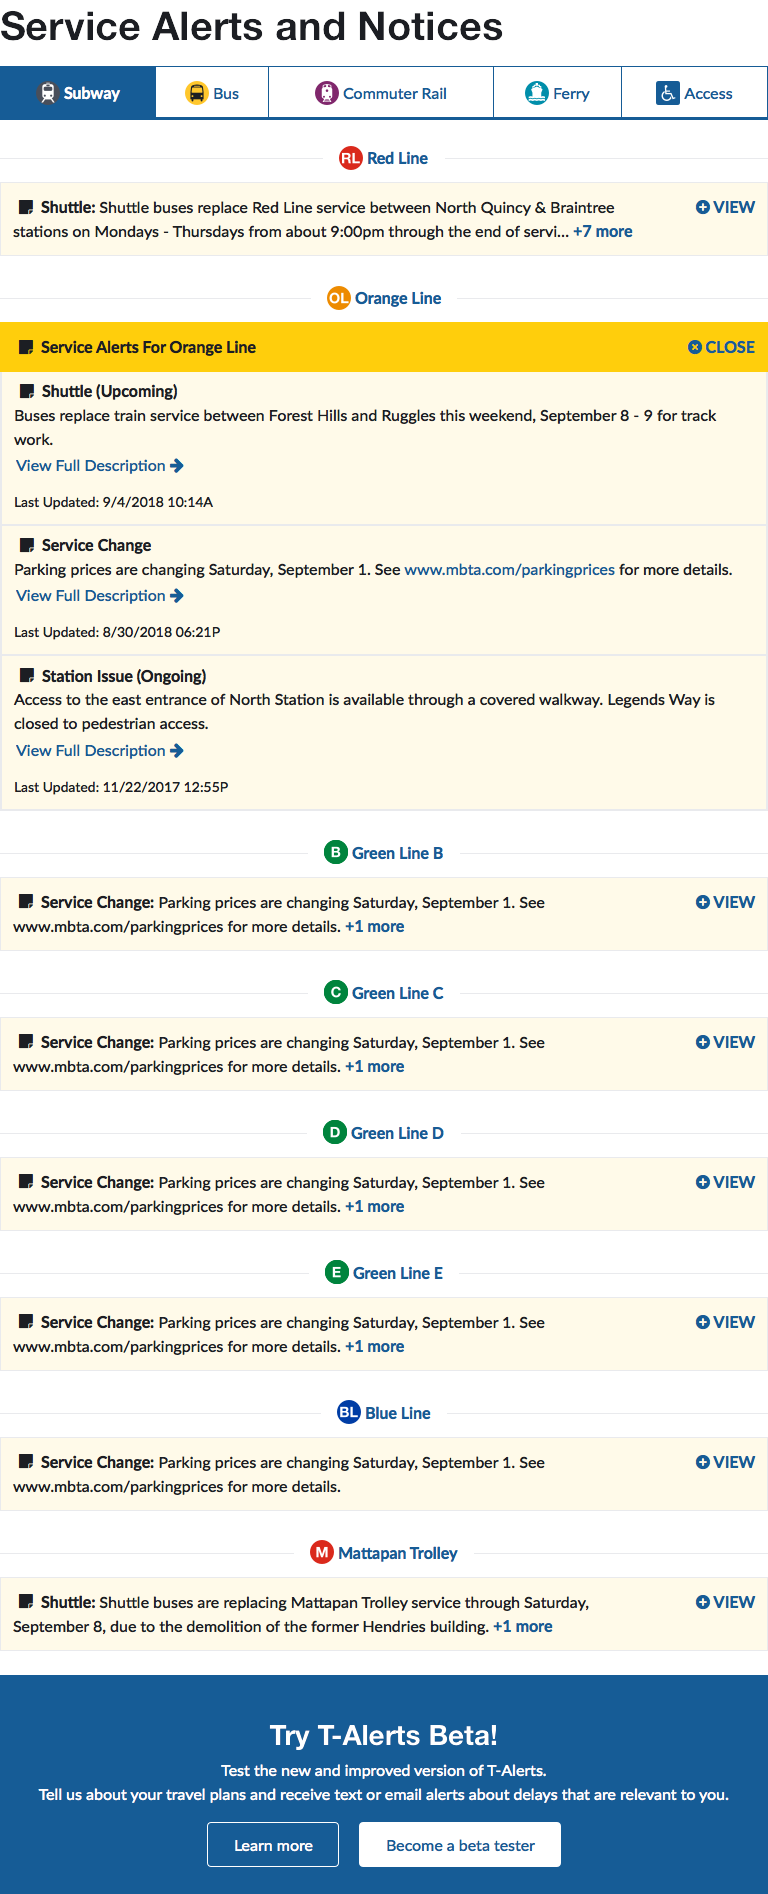 Service Alerts and Notices
Subway
Bus
Commuter Rail
Ferry
Access
RL Red Line
Shuttle: Shuttle buses replace Red Line service between North Quincy & Braintree
stations on Mondays - Thursdays from about 9:00pm through the end of servi... +7 more
VIEW
OL Orange Line
Service Alerts For Orange Line
CLOSE
Shuttle (Upcoming)
Buses replace train service between Forest Hills and Ruggles this weekend, September 8 - 9 for track
work.
View Full Description
Last Updated: 9/4/2018 10:14A
Service Change
Parking prices are changing Saturday, September 1. See www.mbta.com/parkingprices for more details.
View Full Description
Last Updated: 8/30/2018 06:21P
Station Issue (Ongoing)
Access to the east entrance of North Station is available through a covered walkway. Legends Way is
closed to pedestrian access.
View Full Description
Last Updated: 11/22/2017 12:55P
B Green Line B
Service Change: Parking prices are changing Saturday, September 1. See
www.mbta.com/parkingprices for more details. +1 more
VIEW
C Green Line C
Service Change: Parking prices are changing Saturday, September 1. See
www.mbta.com/parkingprices for more details. +1 more
VIEW
D Green Line D
Service Change: Parking prices are changing Saturday, September 1. See
www.mbta.com/parkingprices for more details. +1 more
VIEW
E Green Line E
Service Change: Parking prices are changing Saturday, September 1. See
www.mbta.com/parkingprices for more details. +1 more
VIEW
BL Blue Line
Service Change: Parking prices are changing Saturday, September 1. See
www.mbta.com/parkingprices for more details.
VIEW
M Mattapan Trolley
Shuttle: Shuttle buses are replacing Mattapan Trolley service through Saturday,
September 8, due to the demolition of the former Hendries building. +1 more
VIEW
Try T-Alerts Beta!
Test the new and improved version of T-Alerts.
Tell us about your travel plans and receive text or email alerts about delays that are relevant to you.
Learn more
Become a beta tester